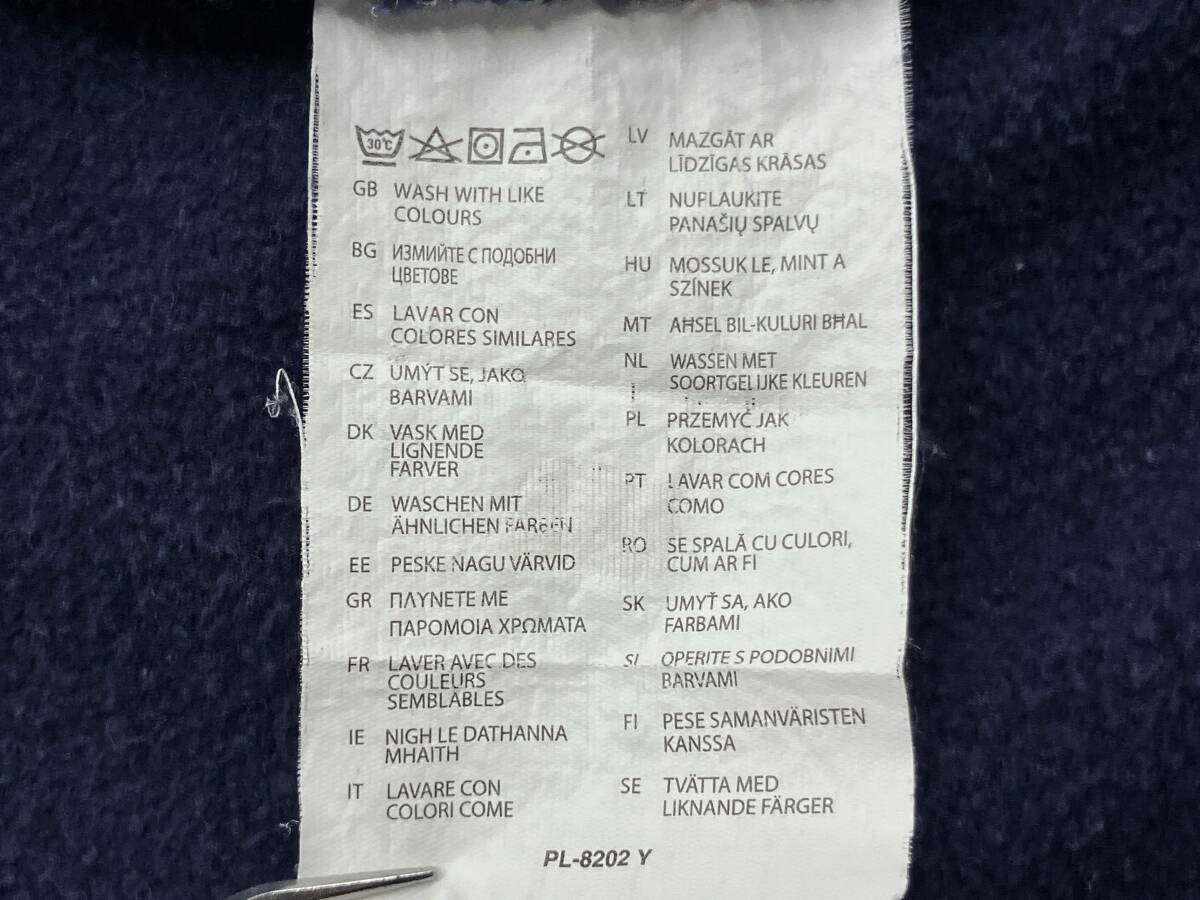 30°C
GB WASH WITH LIKE
COLOURS
BG ИЗМИЙТЕ С ПОДОБНИ
ЦВЕТОВЕ
ES LAVAR CON
COLORES SIMILARES
CZ UMÝT SE, JAKO
BARVAMI
DK VASK MED
LIGNENDE
FARVER
DE WASCHEN MIT
ÄHNLICHEN FARBEN
EE PESKE NAGU VÄRVID
GR ΠΛΥΝΕΤΕ ΜΕ
ΠΑΡΟΜΟΙΑ ΧΡΩΜΑΤΑ
FR LAVER AVEC DES
COULEURS
SEMBLABLES
IE NIGH LE DATHANNA
MHAITH
IT LAVARE CON
COLORI COME
LV MAZGĀT AR
LĪDZĪGAS KRĀSAS
LT NUPLAUKITE
PANAŠIŲ SPALVŲ
HU MOSSUK LE, MINT A
SZÍNEK
MT AĦSEL BIL-KULURI BĦAL
NL WASSEN MET
SOORTGELIJKE KLEUREN
PL PRZEMYĆ JAK
KOLORACH
PT LAVAR COM CORES
COMO
RO SE SPALĂ CU CULORI,
CUM AR FI
SK UMYŤ SA, AKO
FARBAMI
SI OPERITE S PODOBNIMI
BARVAMI
FI PESE SAMANVÄRISTEN
KANSSA
SE TVÄTTA MED
LIKNANDE FÄRGER
PL-8202 Y